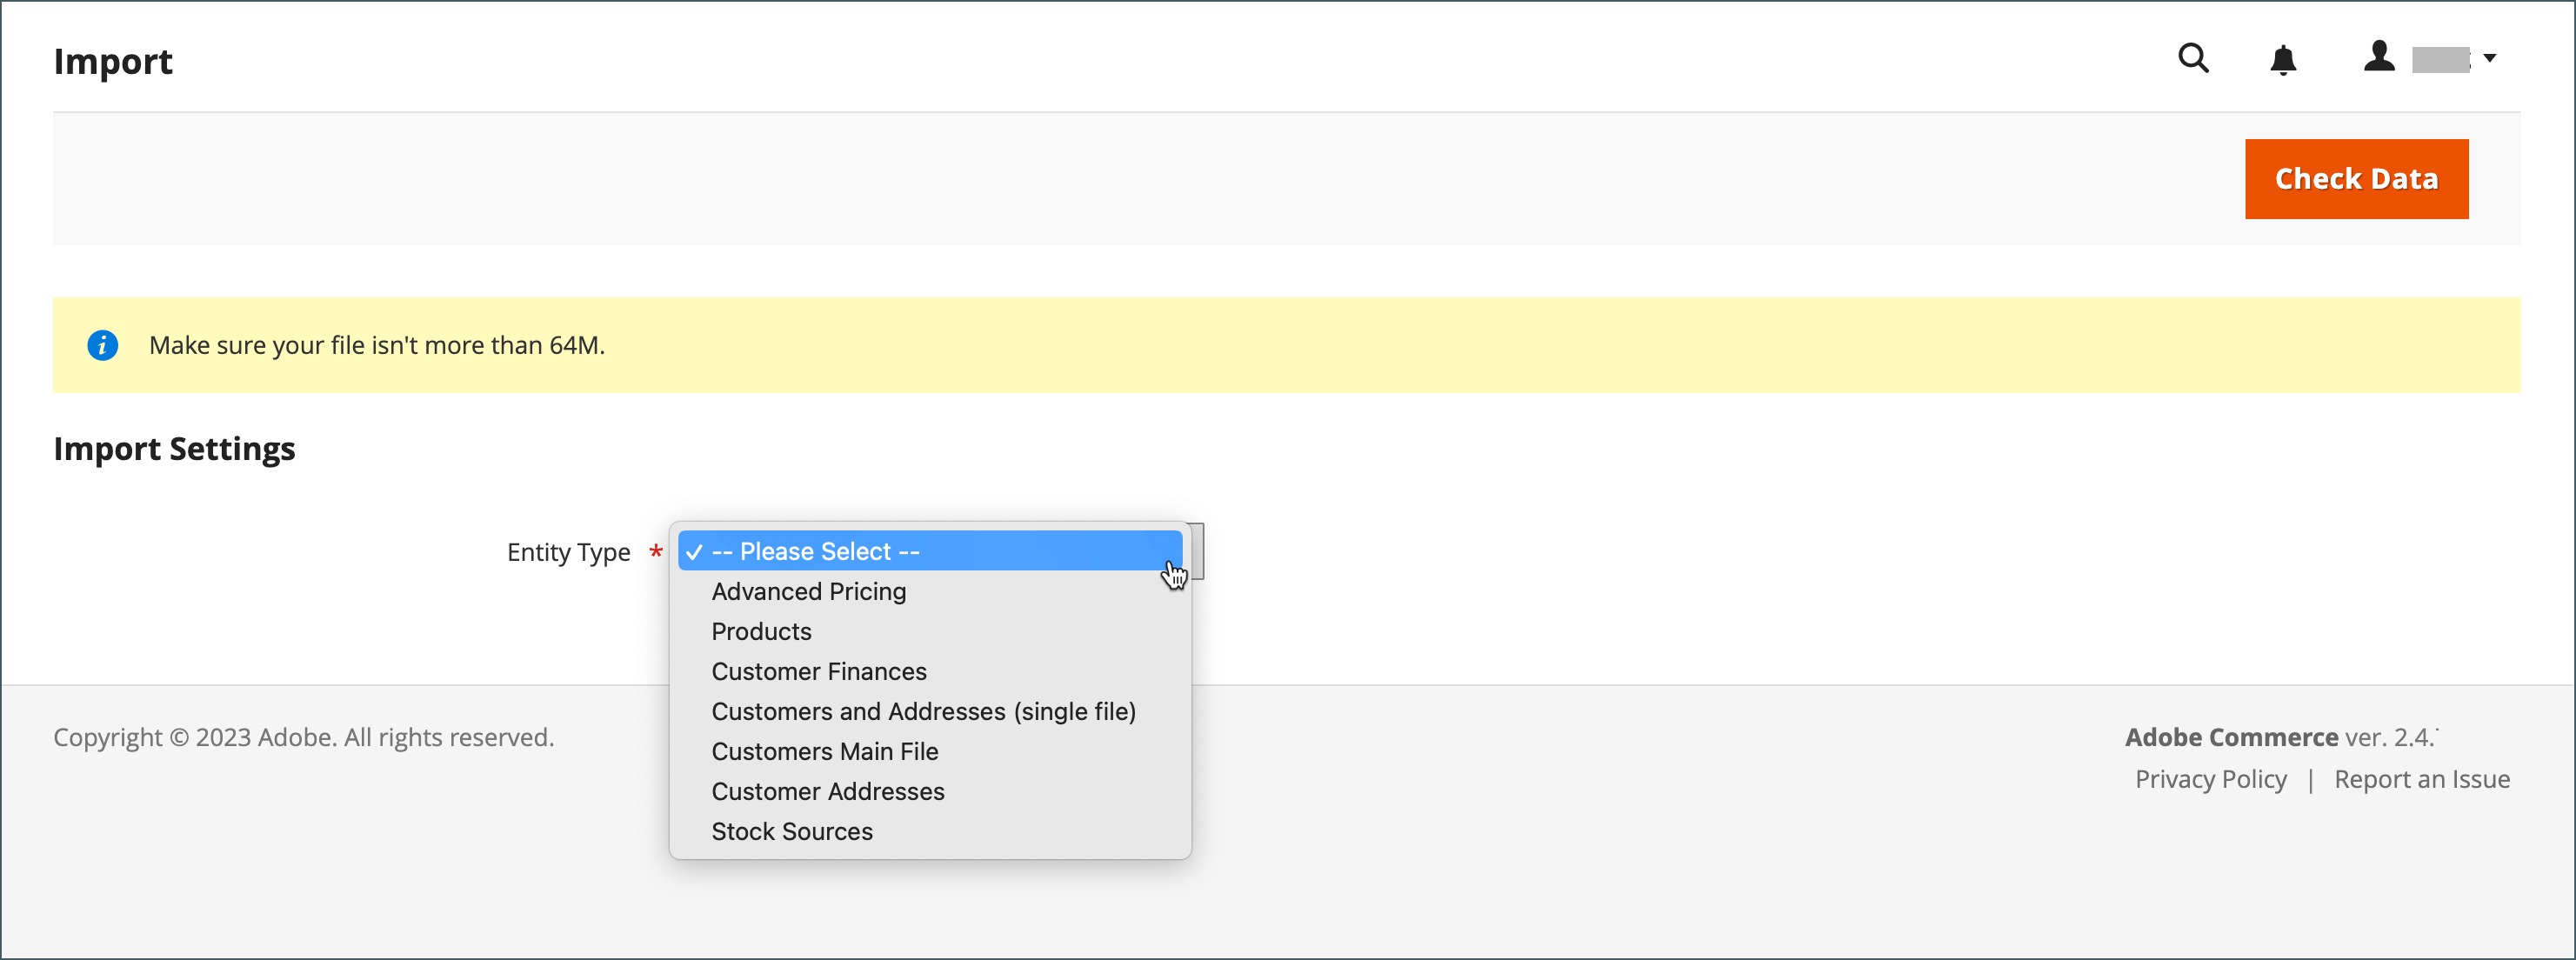 Import
Check Data
Make sure your file isn't more than 64M.
Import Settings
Entity Type *
-- Please Select --
Advanced Pricing
Products
Customer Finances
Customers and Addresses (single file)
Customers Main File
Customer Addresses
Stock Sources
Copyright © 2023 Adobe. All rights reserved.
Adobe Commerce ver. 2.4.
Privacy Policy | Report an Issue